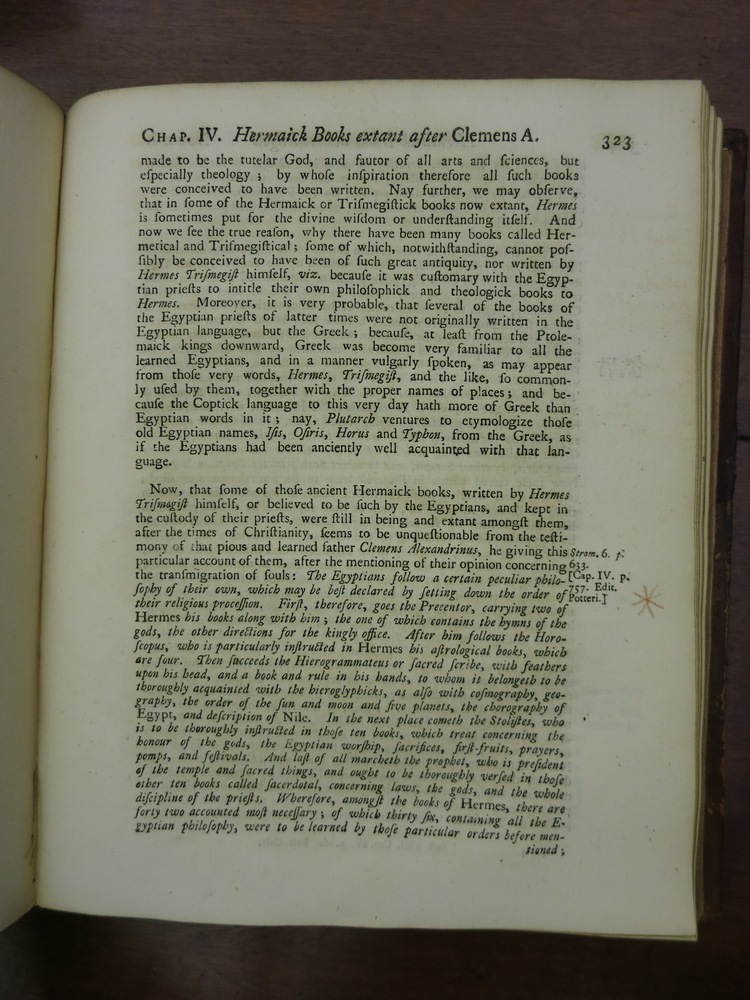 CHAP. IV. Hermaick Books extant after Clemens A. 323
made to be the tutelar God, and fautor of all arts and ſciences, but
eſpecially theology ; by whoſe inſpiration therefore all ſuch books
were conceived to have been written. Nay further, we may obſerve,
that in ſome of the Hermaick or Triſmegiſtick books now extant, Hermes
is ſometimes put for the divine wiſdom or underſtanding itſelf. And
now we ſee the true reaſon, why there have been many books called Her-
metical and Triſmegiſtical ; ſome of which, notwithſtanding, cannot poſ-
ſibly be conceived to have been of ſuch great antiquity, nor written by
Hermes Triſmegiſt himſelf, viz. becauſe it was cuſtomary with the Egyp-
tian prieſts to intitle their own philoſophick and theologick books to
Hermes. Moreover, it is very probable, that ſeveral of the books of
the Egyptian prieſts of latter times were not originally written in the
Egyptian language, but the Greek ; becauſe, at leaſt from the Ptole-
maick kings downward, Greek was become very familiar to all the
learned Egyptians, and in a manner vulgarly ſpoken, as may appear
from thoſe very words, Hermes, Triſmegiſt, and the like, ſo common-
ly uſed by them, together with the proper names of places ; and be-
cauſe the Coptick language to this very day hath more of Greek than
Egyptian words in it ; nay, Plutarch ventures to etymologize thoſe
old Egyptian names, Iſis, Oſiris, Horus and Typhon, from the Greek, as
if the Egyptians had been anciently well acquainted with that lan-
guage.
Now, that ſome of thoſe ancient Hermaick books, written by Hermes
Triſmegiſt himſelf, or believed to be ſuch by the Egyptians, and kept in
the cuſtody of their prieſts, were ſtill in being and extant amongſt them,
after the times of Chriſtianity, ſeems to be unqueſtionable from the teſti-
mony of that pious and learned father Clemens Alexandrinus, he giving this
particular account of them, after the mentioning of their opinion concerning
the tranſmigration of ſouls : The Egyptians follow a certain peculiar philo-
ſophy of their own, which may be beſt declared by ſetting down the order of
their religious proceſſion. Firſt, therefore, goes the Precentor, carrying two of
Hermes his books along with him ; the one of which contains the hymns of the
gods, the other directions for the kingly office. After him follows the Horo-
ſcopus, who is particularly inſtructed in Hermes his aſtrological books, which
are four. Then ſucceeds the Hierogrammateus or ſacred ſcribe, with feathers
upon his head, and a book and rule in his hands, to whom it belongeth to be
thoroughly acquainted with the hieroglyphicks, as alſo with coſmography, geo-
graphy, the order of the ſun and moon and five planets, the chorography of
Egypt, and deſcription of Nile. In the next place cometh the Stoliſtes, who
is to be thoroughly inſtructed in thoſe ten books, which treat concerning the
honour of the gods, the Egyptian worſhip, ſacrifices, firſt-fruits, prayers,
pomps, and feſtivals. And laſt of all marcheth the prophet, who is preſident
of the temple and ſacred things, and ought to be thoroughly verſed in thoſe
other ten books called ſacerdotal, concerning laws, the gods, and the whole
diſcipline of the prieſts. Wherefore, amongſt the books of Hermes, there are
forty two accounted moſt neceſſary ; of which thirty ſix, containing all the E-
gyptian philoſophy, were to be learned by thoſe particular orders before men-
tioned ;
Strom. 6. p.
633.
[Cap. IV. p.
757. Edit.
Potteri.]